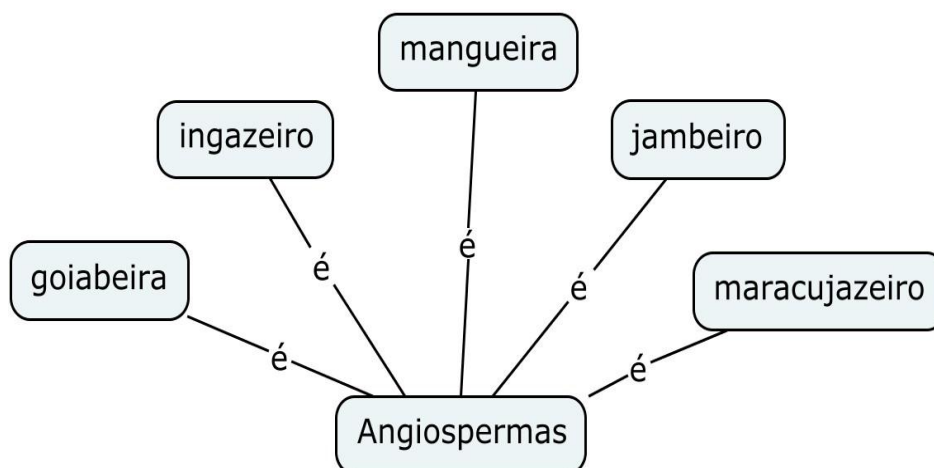 mangueira
ingazeiro
jambeiro
é
goiabeira
é
é
maracujazeiro
é
é
Angiospermas